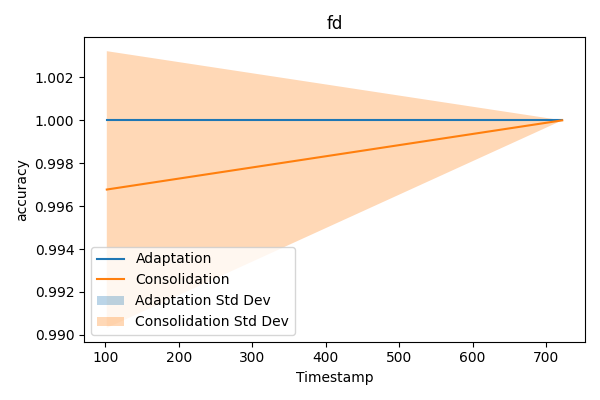 fd
1.002
1.000
0.998
0.996
0.994
0.992
0.990
accuracy
Adaptation
Consolidation
Adaptation Std Dev
Consolidation Std Dev
100 200 300 400 500 600 700
Timestamp